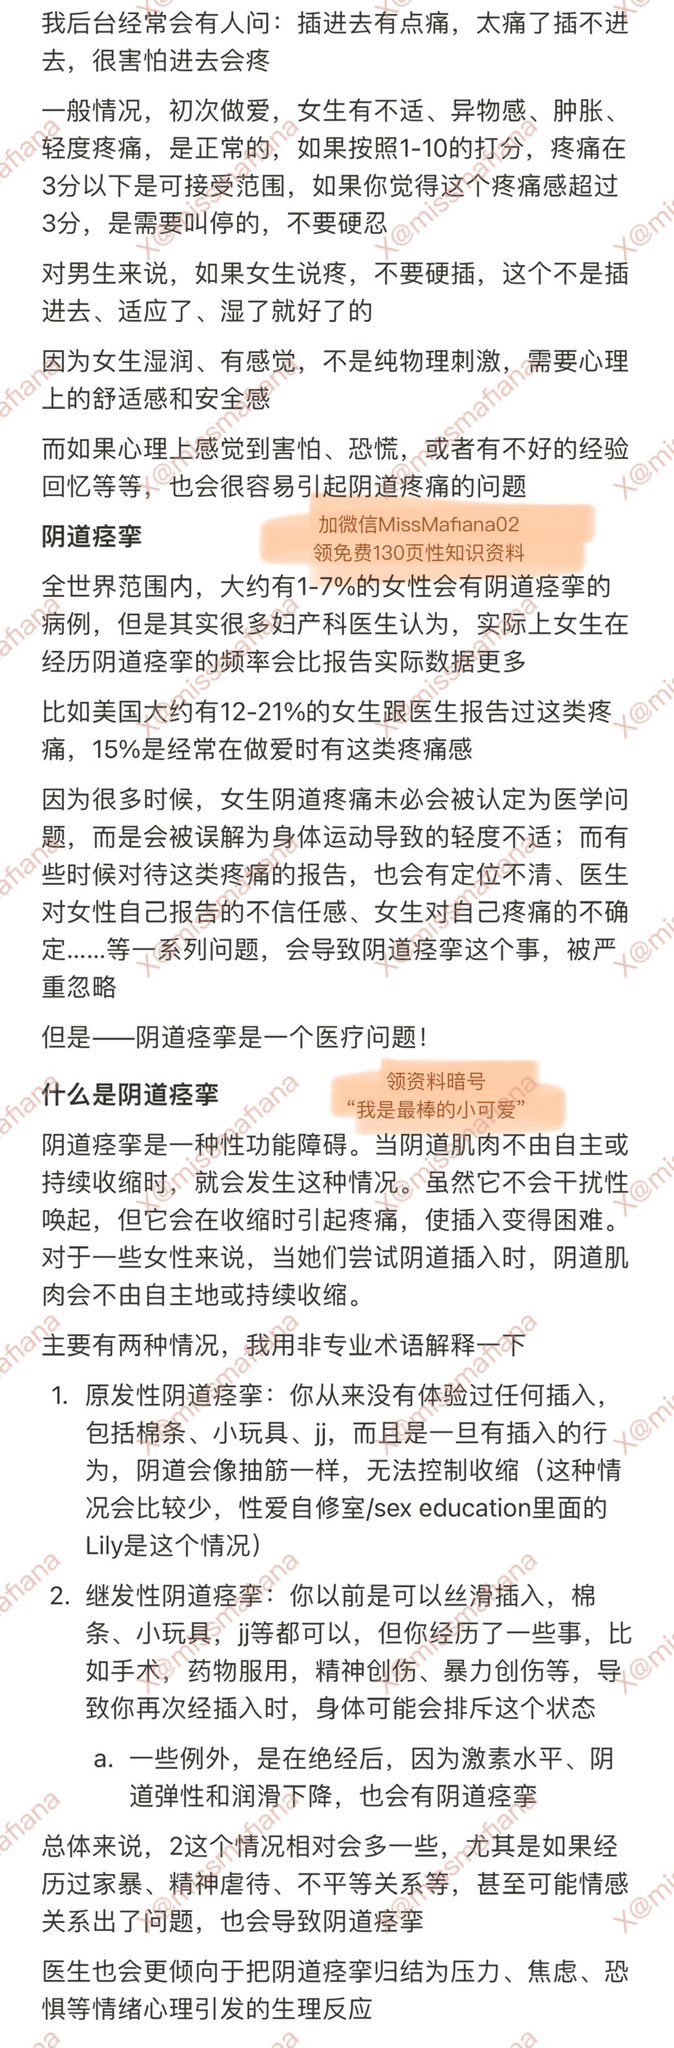 我后台经常会有人问：插进去有点痛，太痛了插不进
去，很害怕进去会疼
一般情况，初次做爱，女生有不适、异物感、肿胀、
轻度疼痛，是正常的，如果按照1-10的打分，疼痛在
3分以下是可接受范围，如果你觉得这个疼痛感超过
3分，是需要叫停的，不要硬忍
对男生来说，如果女生说疼，不要硬插，这个不是插
进去、适应了、湿了就好了的
因为女生湿润、有感觉，不是纯物理刺激，需要心理
上的舒适感和安全感
而如果心理上感觉到害怕、恐慌，或者有不好的经验
回忆等等，也会很容易引起阴道疼痛的问题
阴道痉挛
加微信MissMafiana02
领免费130页性知识资料
全世界范围内，大约有1-7%的女性会有阴道痉挛的
病例，但是其实很多妇产科医生认为，实际上女生在
经历阴道痉挛的频率会比报告实际数据更多
比如美国大约有12-21%的女生跟医生报告过这类疼
痛，15%是经常在做爱时有这类疼痛感
因为很多时候，女生阴道疼痛未必会被认定为医学问
题，而是会被误解为身体运动导致的轻度不适；而有
些时候对待这类疼痛的报告，也会有定位不清、医生
对女性自己报告的不信任感、女生对自己疼痛的不确
定……等一系列问题，会导致阴道痉挛这个事，被严
重忽略
但是——阴道痉挛是一个医疗问题！
什么是阴道痉挛
领资料暗号
“我是最棒的小可爱”
阴道痉挛是一种性功能障碍。当阴道肌肉不由自主或
持续收缩时，就会发生这种情况。虽然它不会干扰性
唤起，但它会在收缩时引起疼痛，使插入变得困难。
对于一些女性来说，当她们尝试阴道插入时，阴道肌
肉会不由自主地或持续收缩。
主要有两种情况，我用非专业术语解释一下
1. 原发性阴道痉挛：你从来没有体验过任何插入，
包括棉条、小玩具、jj，而且是一旦有插入的行
为，阴道会像抽筋一样，无法控制收缩（这种情
况会比较少，性爱自修室/sex education里面的
Lily是这个情况）
2. 继发性阴道痉挛：你以前是可以丝滑插入，棉
条、小玩具，jj等都可以，但你经历了一些事，比
如手术，药物服用，精神创伤、暴力创伤等，导
致你再次经插入时，身体可能会排斥这个状态
a. 一些例外，是在绝经后，因为激素水平、阴
道弹性和润滑下降，也会有阴道痉挛
总体来说，2这个情况相对会多一些，尤其是如果经
历过家暴、精神虐待、不平等关系等，甚至可能情感
关系出了问题，也会导致阴道痉挛
医生也会更倾向于把阴道痉挛归结为压力、焦虑、恐
惧等情绪心理引发的生理反应
X@missmafiana